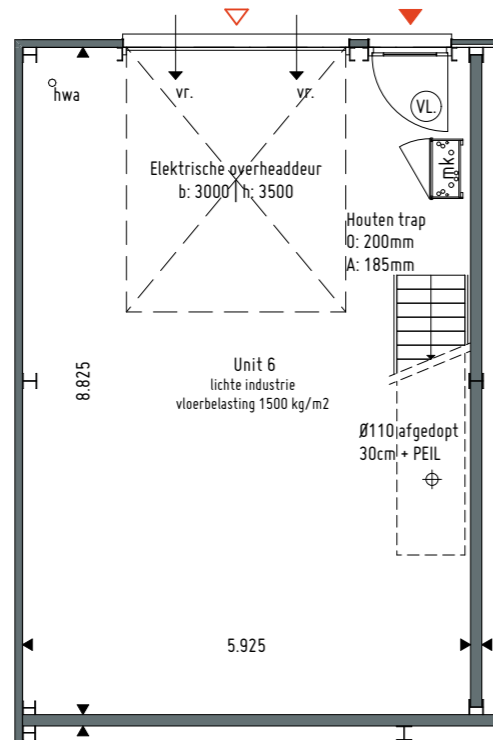 hwa
vr.
vr.
VL.
mk
Elektrische overheaddeur
b: 3000 h: 3500
Houten trap
O: 200mm
A: 185mm
8.825
Unit 6
lichte industrie
vloerbelasting 1500 kg/m2
Ø110 afgedopt
30cm + PEIL
5.925